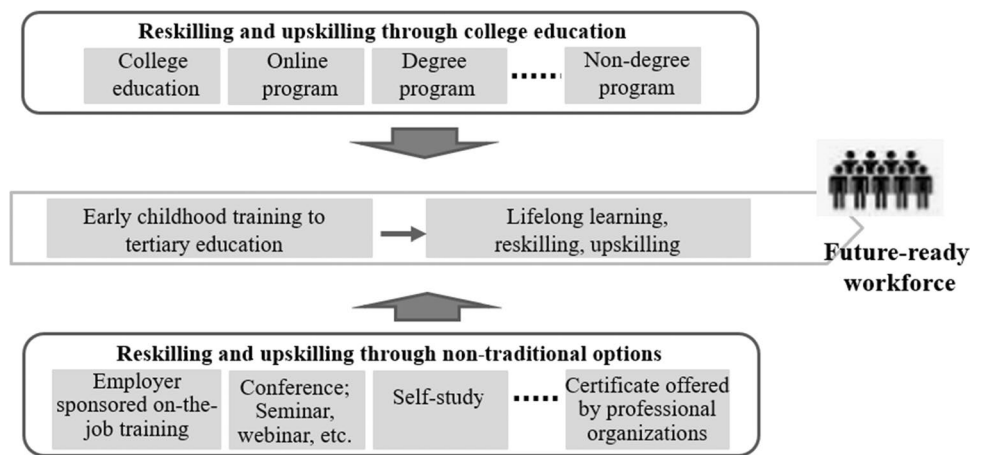 Reskilling and upskilling through college education
College
education
Online
program
Degree
program
......
Non-degree
program
Early childhood training to
tertiary education
Lifelong learning,
reskilling, upskilling
Future-ready
workforce
Reskilling and upskilling through non-traditional options
Employer
sponsored on-the-
job training
Conference;
Seminar,
webinar, etc.
Self-study
.....
Certificate offered
by professional
organizations